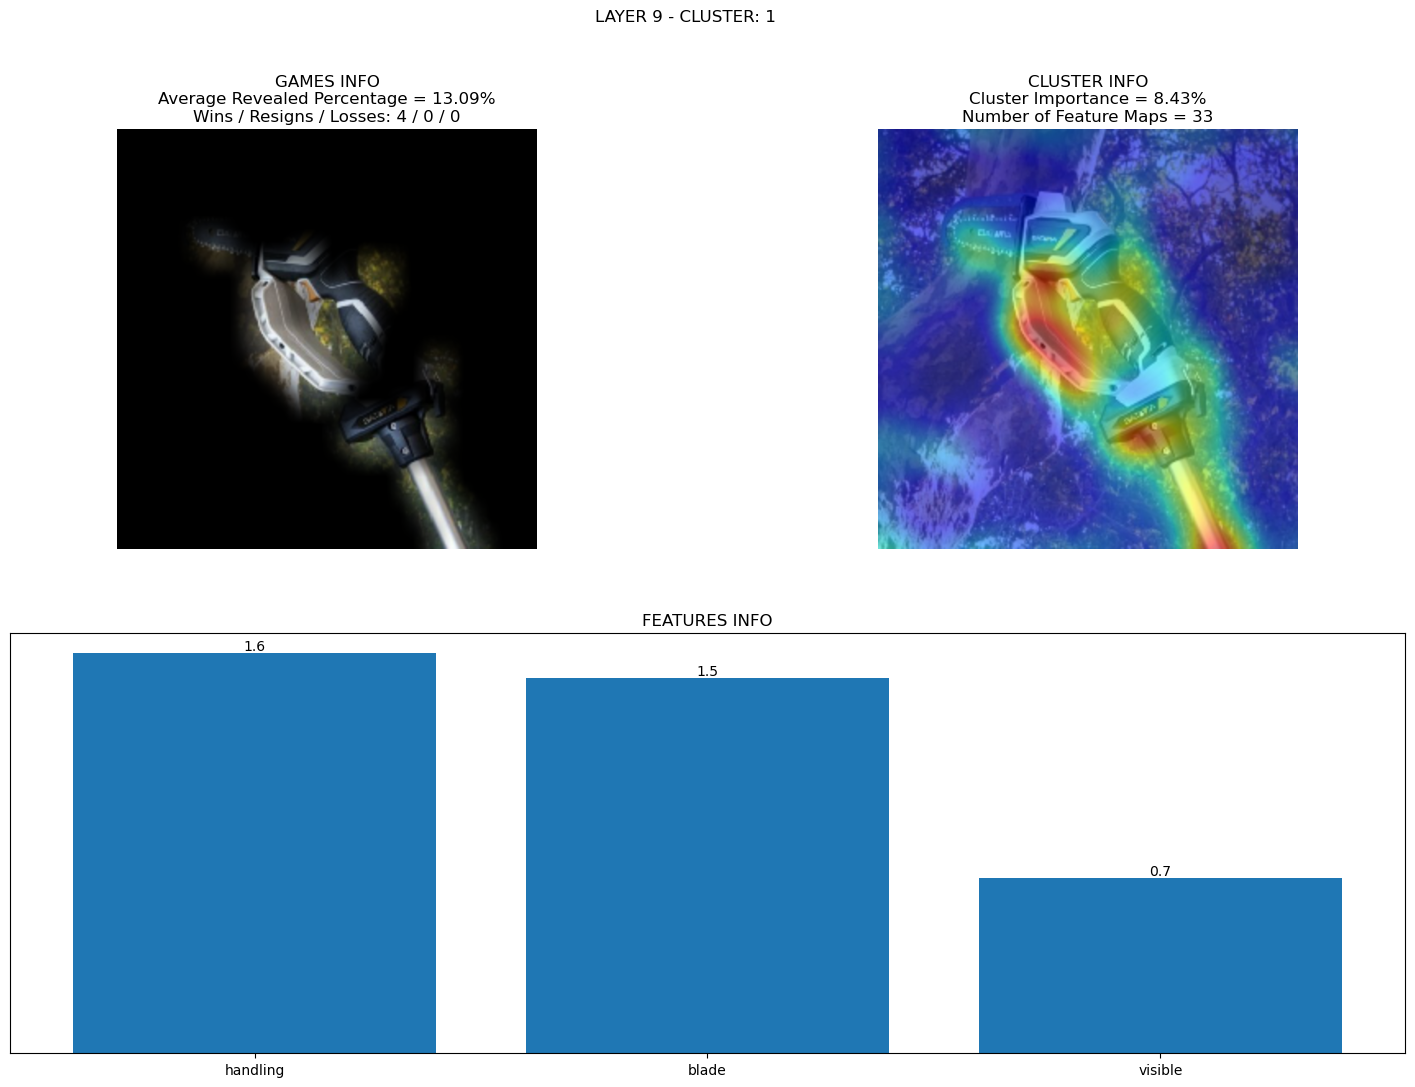 LAYER 9 - CLUSTER: 1
GAMES INFO
Average Revealed Percentage = 13.09%
Wins / Resigns / Losses: 4 / 0 / 0
CLUSTER INFO
Cluster Importance = 8.43%
Number of Feature Maps = 33
FEATURES INFO
1.6
1.5
0.7
handling
blade
visible